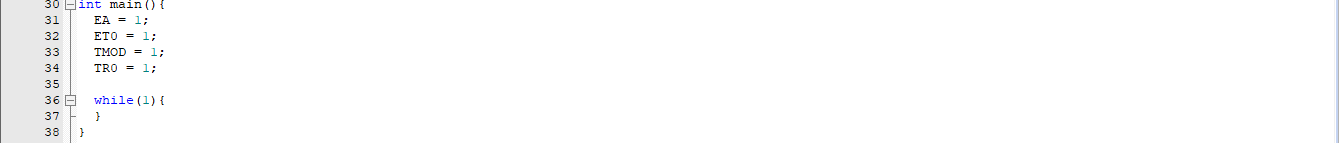 30 int main(){
31 EA = 1;
32 ET0 = 1;
33 TMOD = 1;
34 TR0 = 1;
35
36 while(1){
37 }
38 }